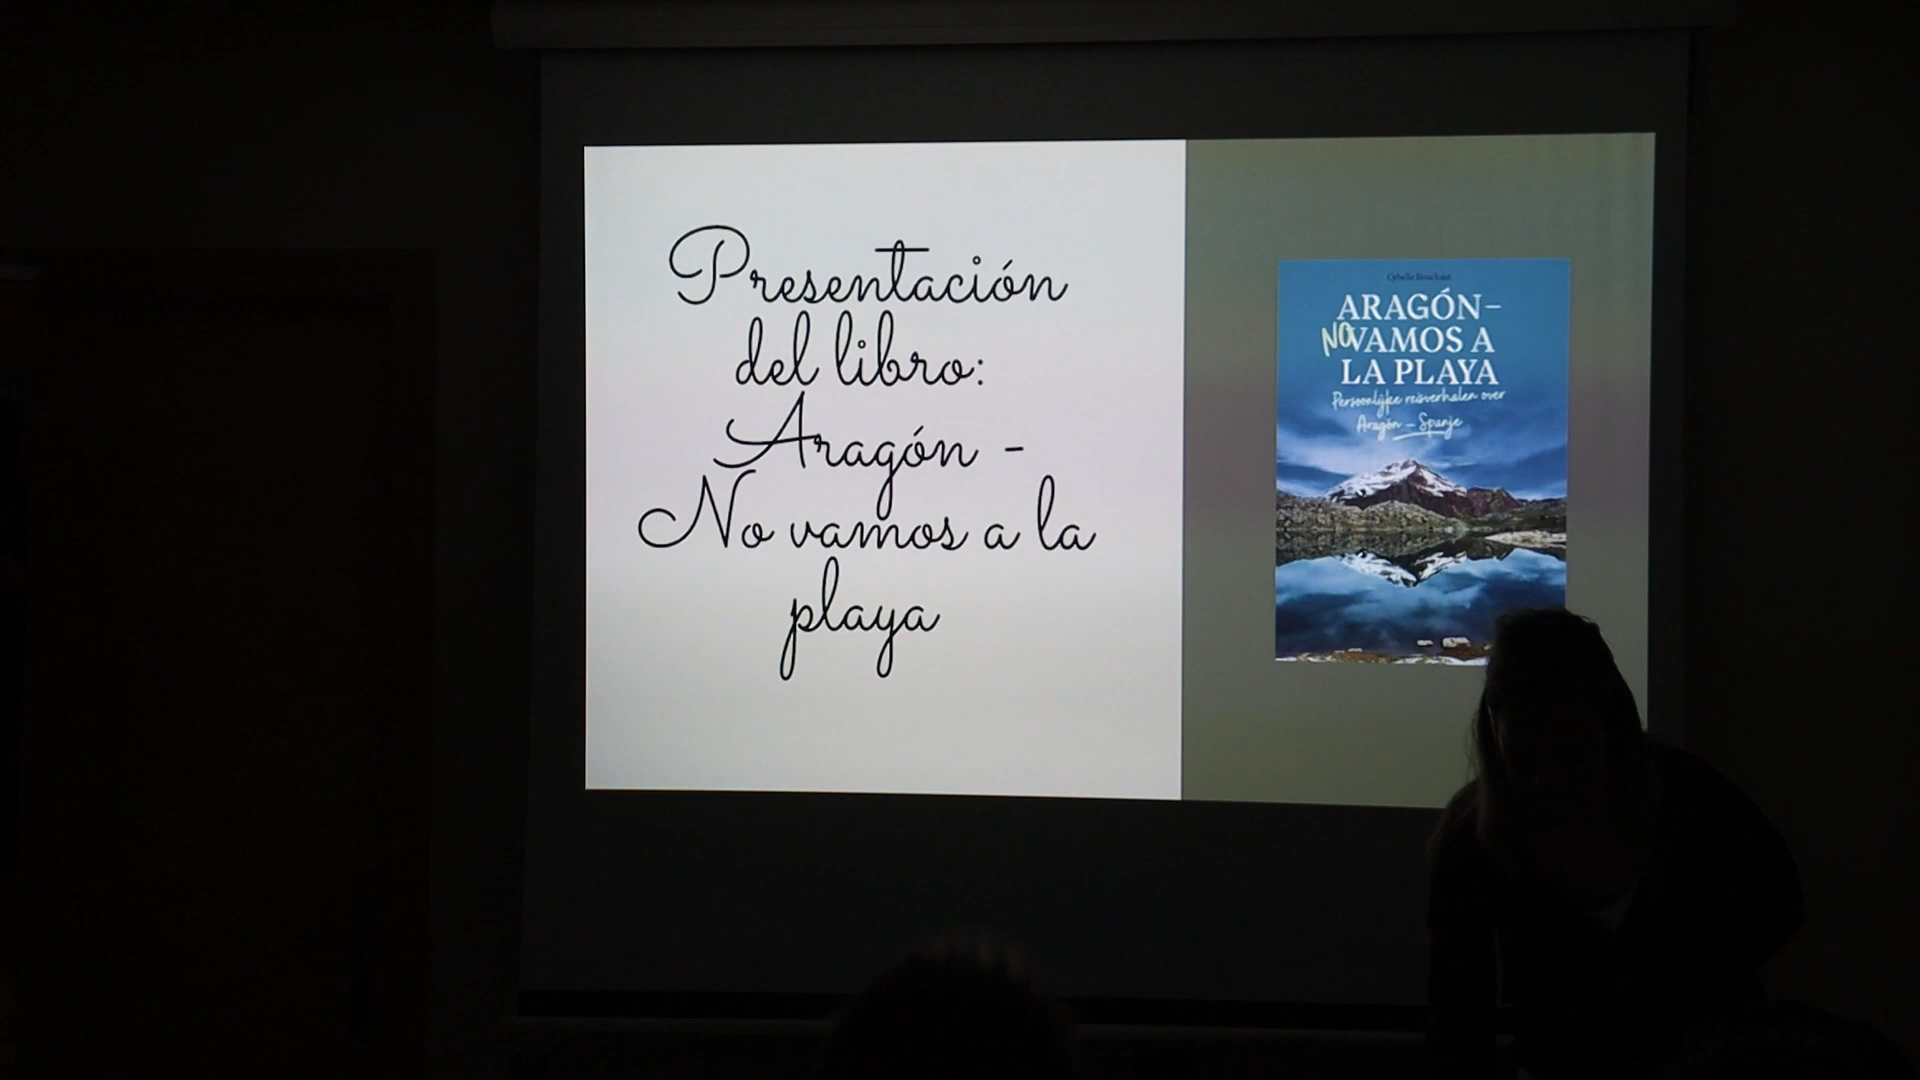 Presentación
del libro:
Aragón -
No vamos a la
playa
ARAGÓN–
NO VAMOS A
LA PLAYA
Persoonlijke reisverhalen over
Aragón – Spanje